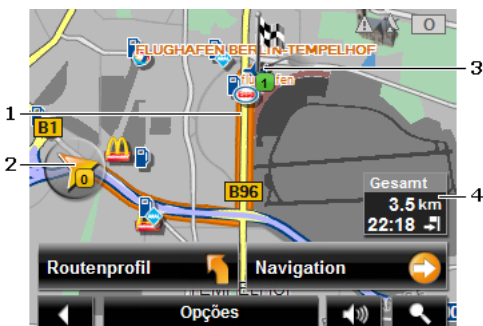 0
FLUGHAFEN BERLIN-TEMPELHOF
3
1
1
B1
2
0
B96
Gesamt
3.5 km
4
22:18
Routenprofil
Navigation
Opções